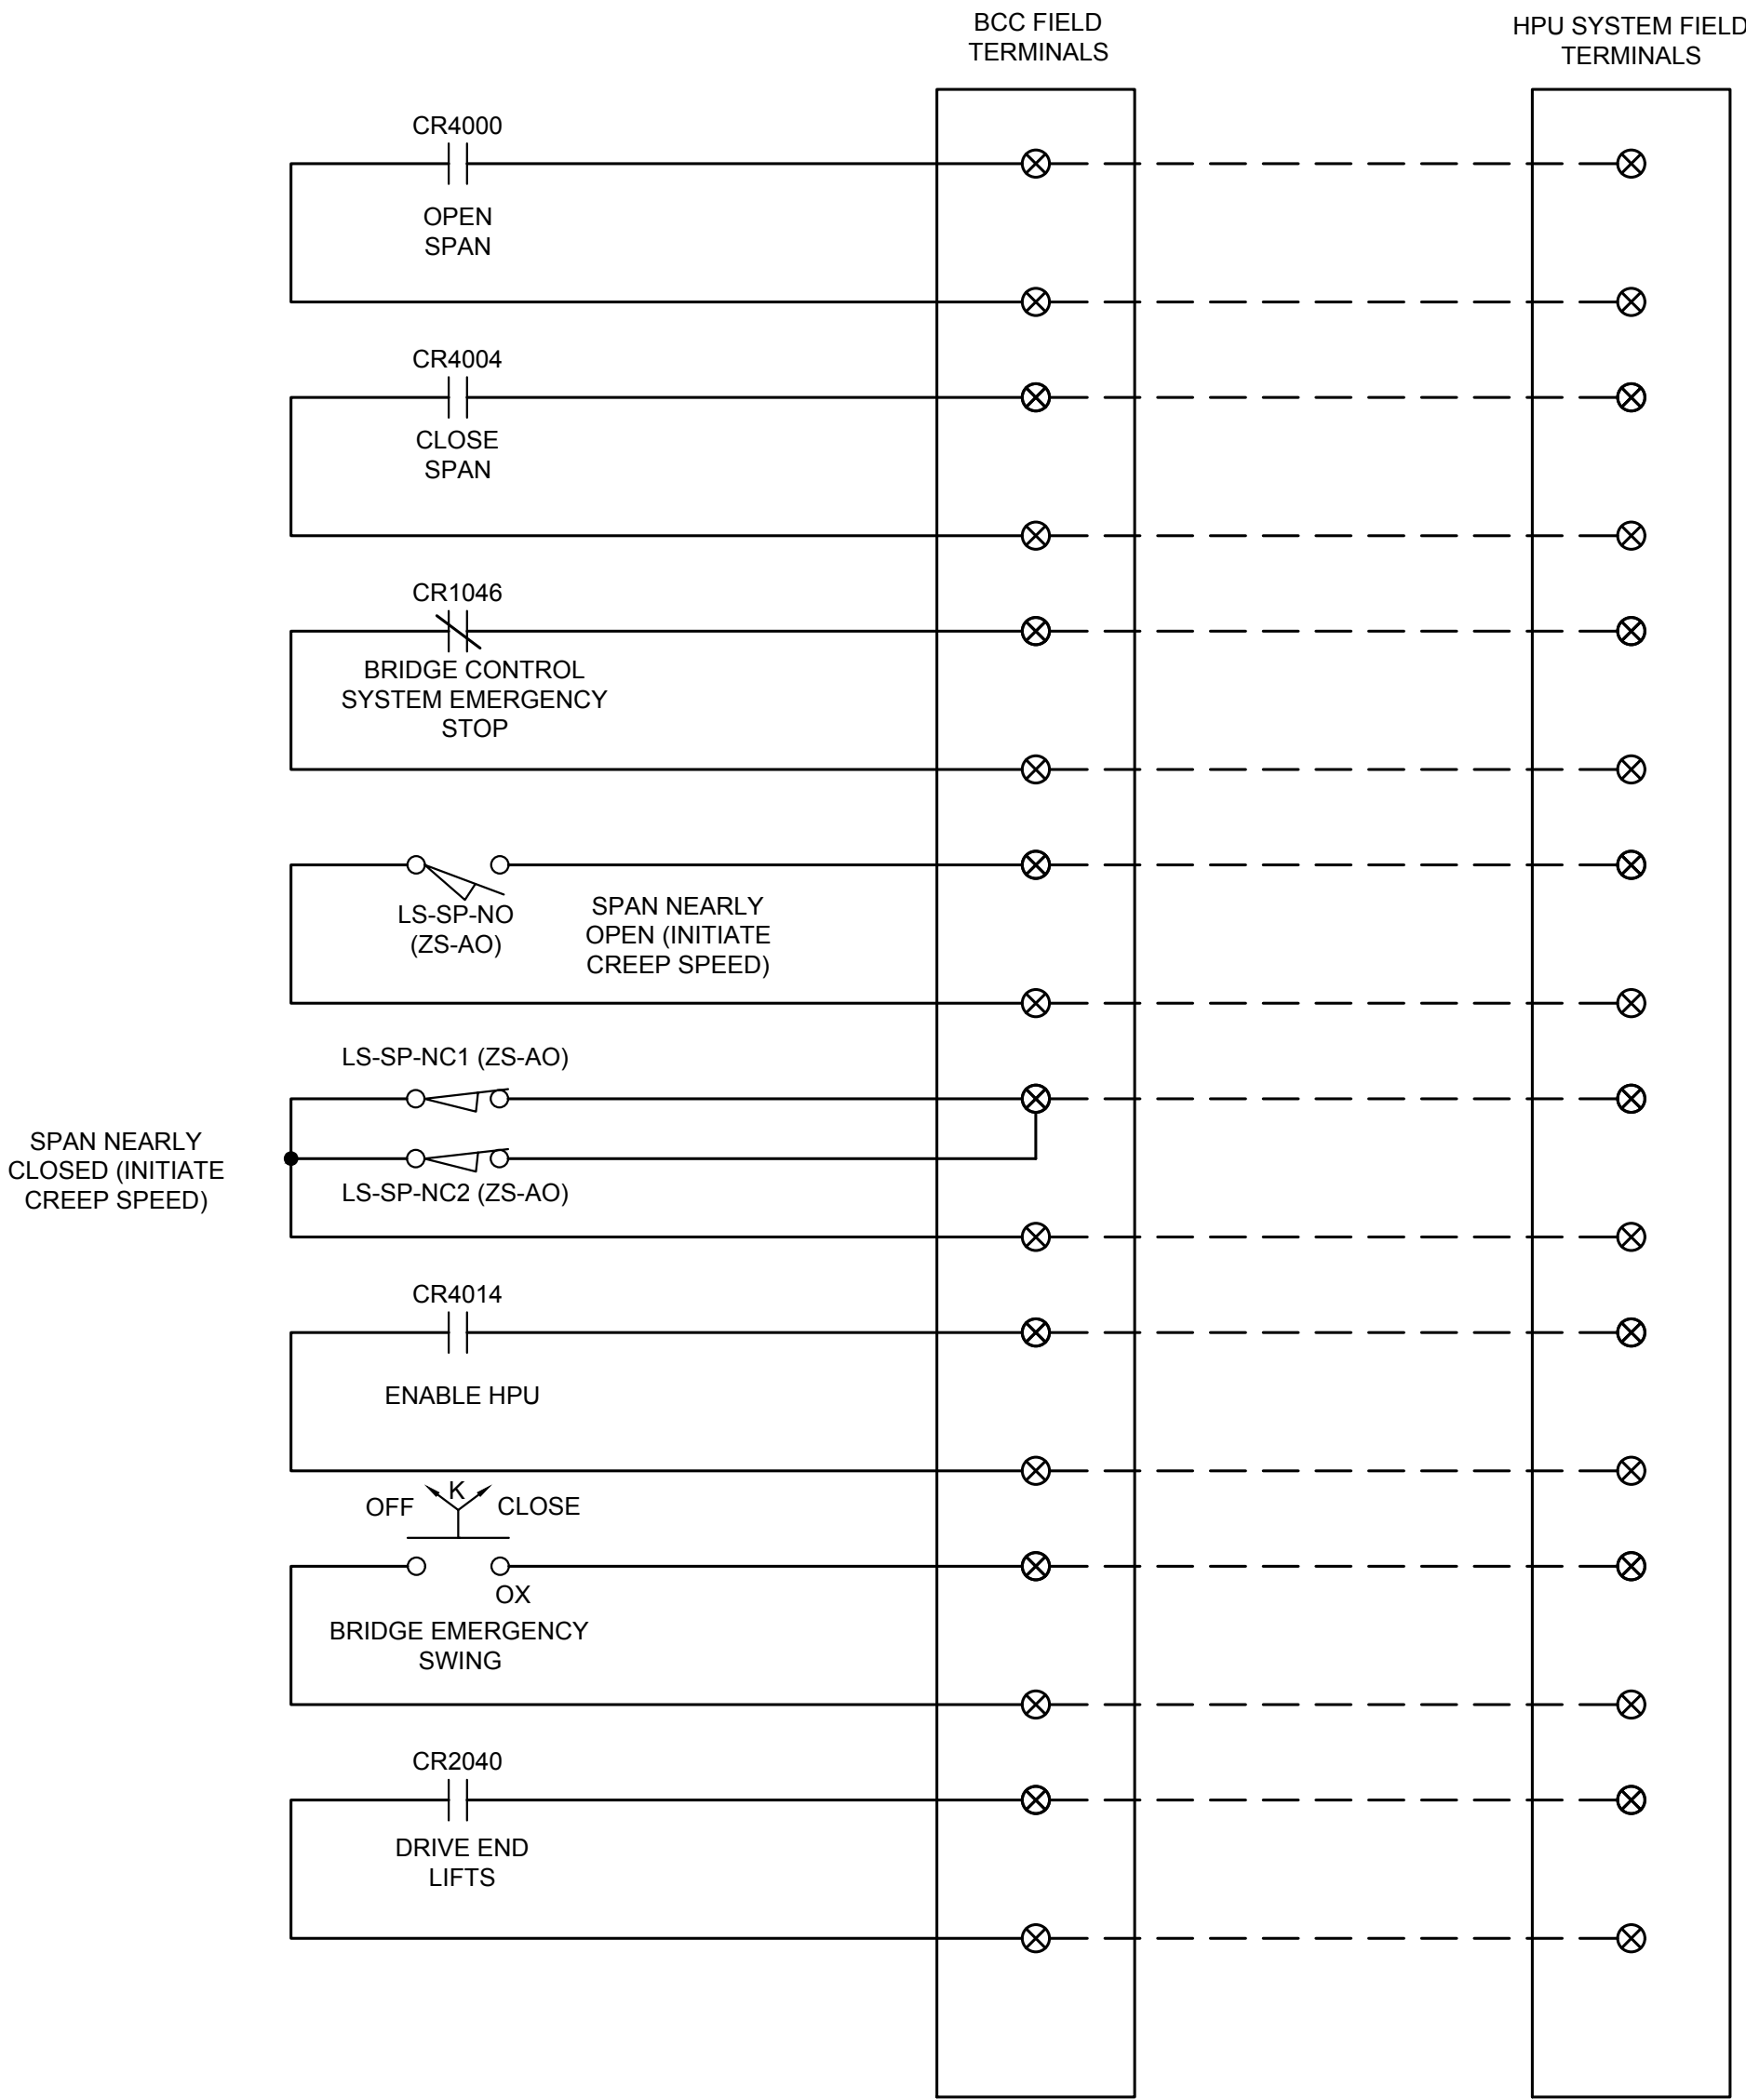 BCC FIELD
TERMINALS
HPU SYSTEM FIELD
TERMINALS
CR4000
OPEN
SPAN
CR4004
CLOSE
SPAN
CR1046
BRIDGE CONTROL
SYSTEM EMERGENCY
STOP
LS-SP-NO
(ZS-AO)
SPAN NEARLY
OPEN (INITIATE
CREEP SPEED)
LS-SP-NC1 (ZS-AO)
SPAN NEARLY
CLOSED (INITIATE
CREEP SPEED)
LS-SP-NC2 (ZS-AO)
CR4014
ENABLE HPU
OFF K CLOSE
OX
BRIDGE EMERGENCY
SWING
CR2040
DRIVE END
LIFTS